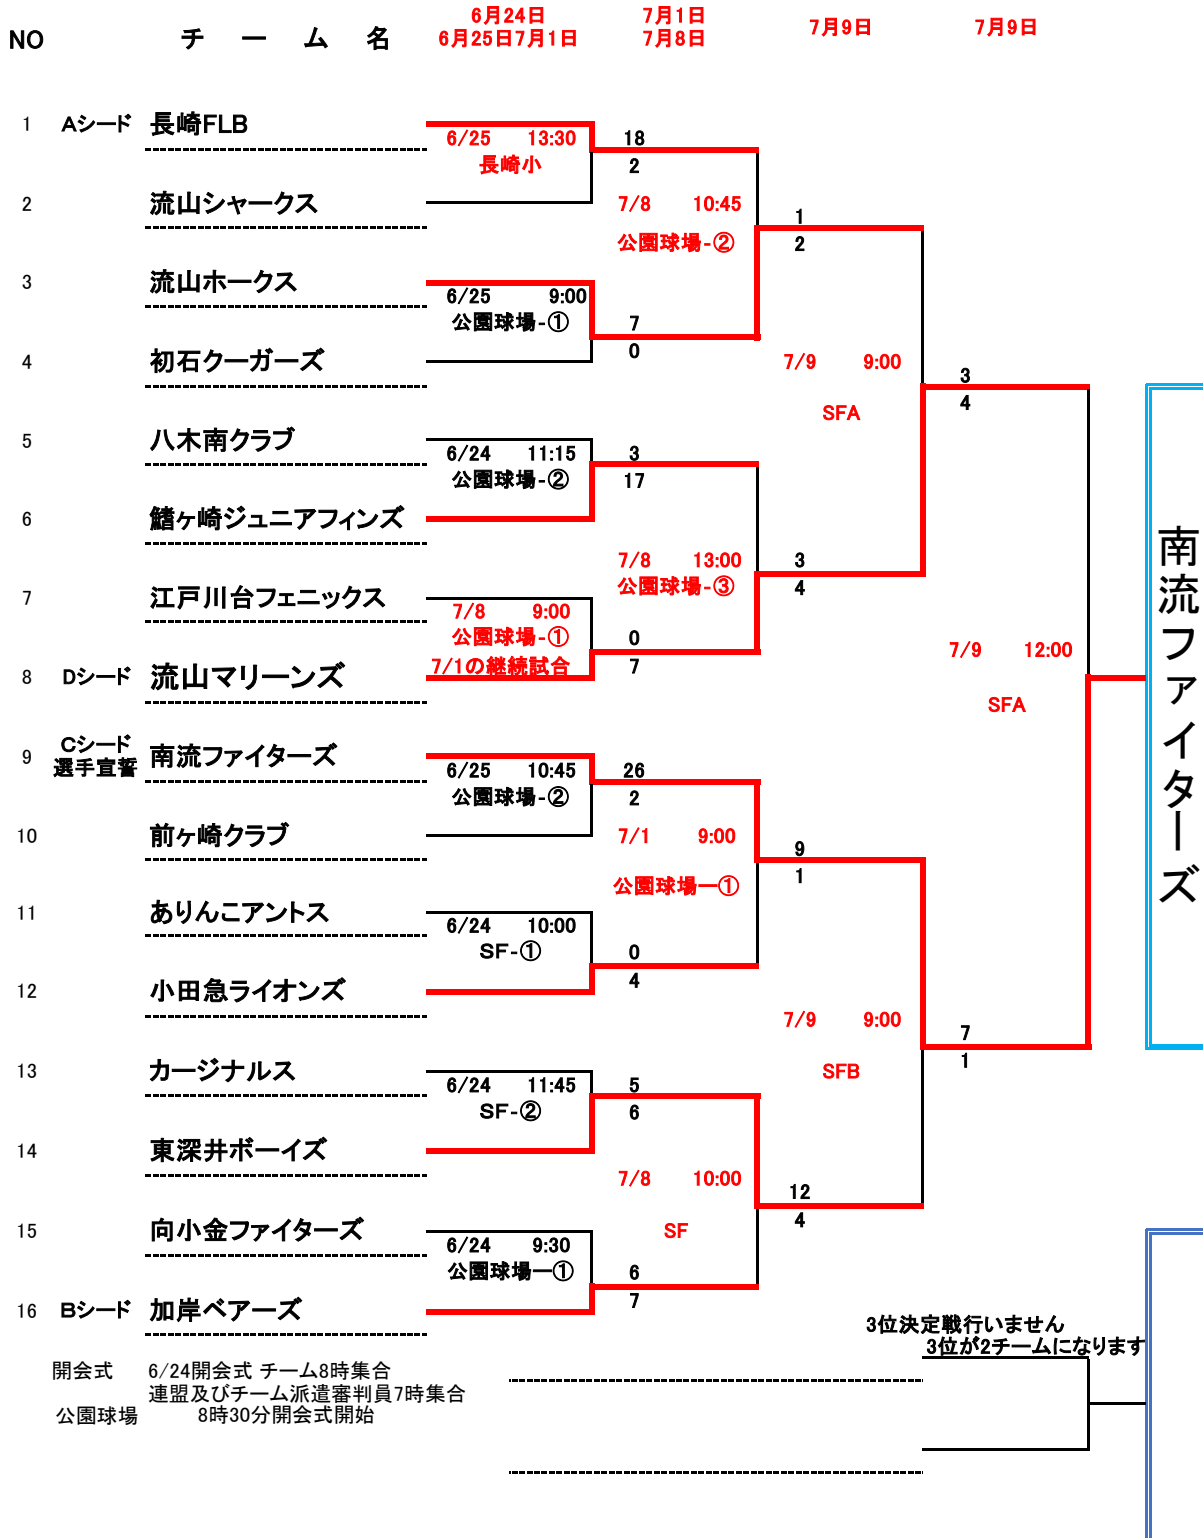 6月24日 7月1日
NO チーム名 6月25日7月1日 7月8日 7月9日 7月9日
1 Aシード 長崎FLB
6/25 13:30 18
長崎小 2
2 流山シャークス 7/8 10:45 1
公園球場-② 2
3 流山ホークス
6/25 9:00
公園球場-① 7
0
4 初石クーガーズ 7/9 9:00 3
SFA 4
5 八木南クラブ
6/24 11:15 3
公園球場-② 17
6 鰭ヶ崎ジュニアフィンズ
7/8 13:00 3
公園球場-③ 4
7 江戸川台フェニックス
7/8 9:00
公園球場-① 0
7/1の継続試合 7
7/9 12:00
SFA
8 Dシード 流山マリーンズ
南流ファイターズ
9 Cシード
選手宣誓 南流ファイターズ
6/25 10:45 26
公園球場-② 2
10 前ヶ崎クラブ 7/1 9:00 9
公園球場一① 1
11 ありんこアントス
6/24 10:00
SF-① 0
4
12 小田急ライオンズ
7/9 9:00 7
SFB 1
13 カージナルス
6/24 11:45 5
SF-② 6
14 東深井ボーイズ
7/8 10:00 12
SF 4
15 向小金ファイターズ
6/24 9:30
公園球場一① 6
7
16 Bシード 加岸ベアーズ
3位決定戦行いません
3位が2チームになります
開会式 6/24開会式 チーム8時集合
連盟及びチーム派遣審判員7時集合
公園球場 8時30分開会式開始